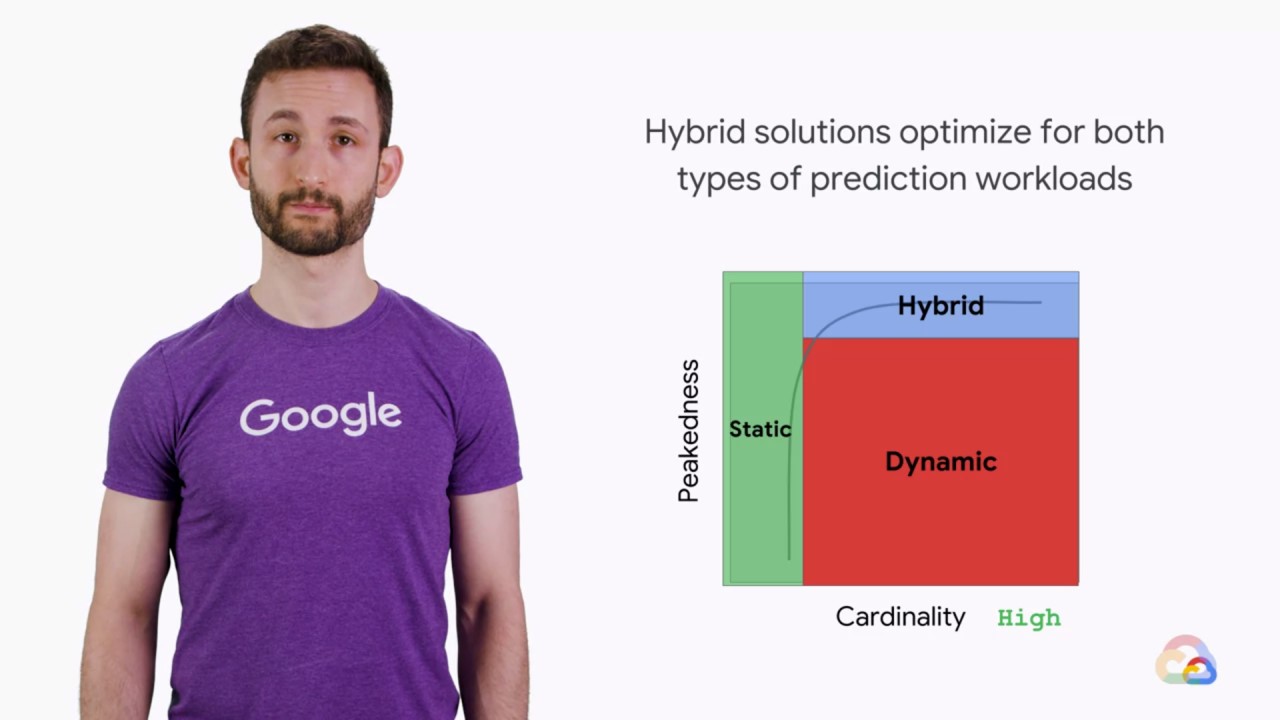 Hybrid solutions optimize for both
types of prediction workloads
Google
Hybrid
Peakedness
Static
Dynamic
Cardinality High